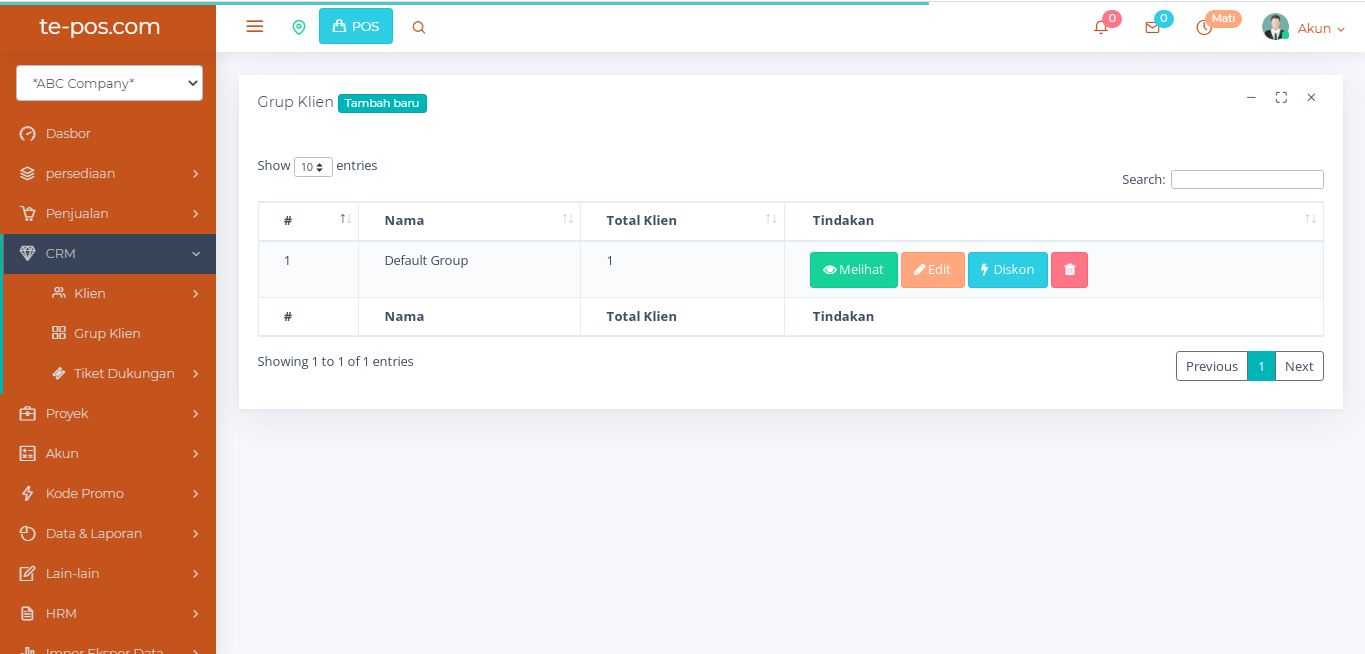 te-pos.com
POS
0
0
Mati
Akun
*ABC Company*
Dasbor
persediaan
Penjualan
CRM
Klien
Grup Klien
Tiket Dukungan
Proyek
Akun
Kode Promo
Data & Laporan
Lain-lain
HRM
Impor Ekspor Data
Grup Klien Tambah baru
Show 10 entries
Search:
# Nama Total Klien Tindakan
1 Default Group 1 Melihat Edit Diskon
# Nama Total Klien Tindakan
Showing 1 to 1 of 1 entries
Previous 1 Next